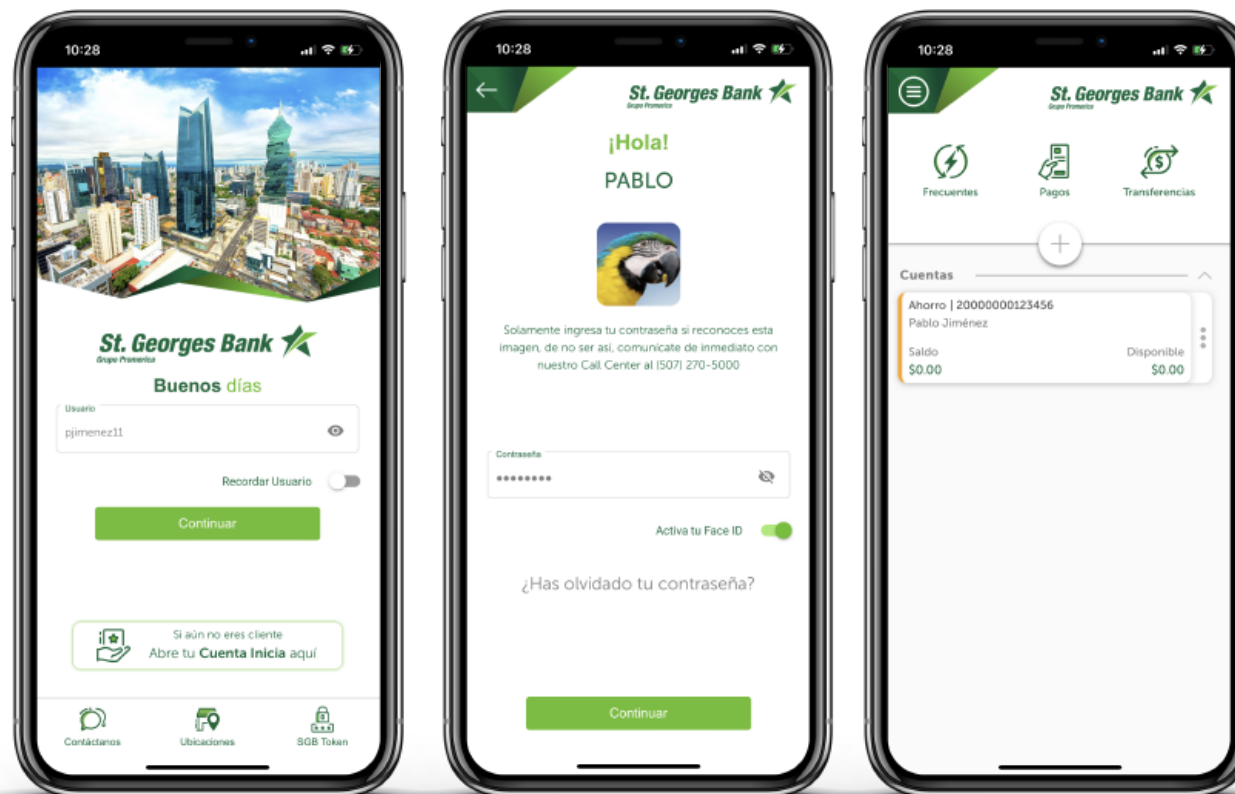 10:28
St. Georges Bank
Grupo Promerica
Buenos días
Usuario
pjimenez11
Recordar Usuario
Continuar
Si aún no eres cliente
Abre tu Cuenta Inicia aquí
Contáctanos
Ubicaciones
SGB Token
10:28
St. Georges Bank
Grupo Promerica
¡Hola!
PABLO
Solamente ingresa tu contraseña si reconoces esta
imagen, de no ser así, comunícate de inmediato con
nuestro Call Center al (507) 270-5000
Contraseña
••••••••
Activa tu Face ID
¿Has olvidado tu contraseña?
Continuar
10:28
St. Georges Bank
Grupo Promerica
Frecuentes
Pagos
Transferencias
Cuentas
Ahorro | 20000000123456
Pablo Jiménez
Saldo
Disponible
$0.00
$0.00